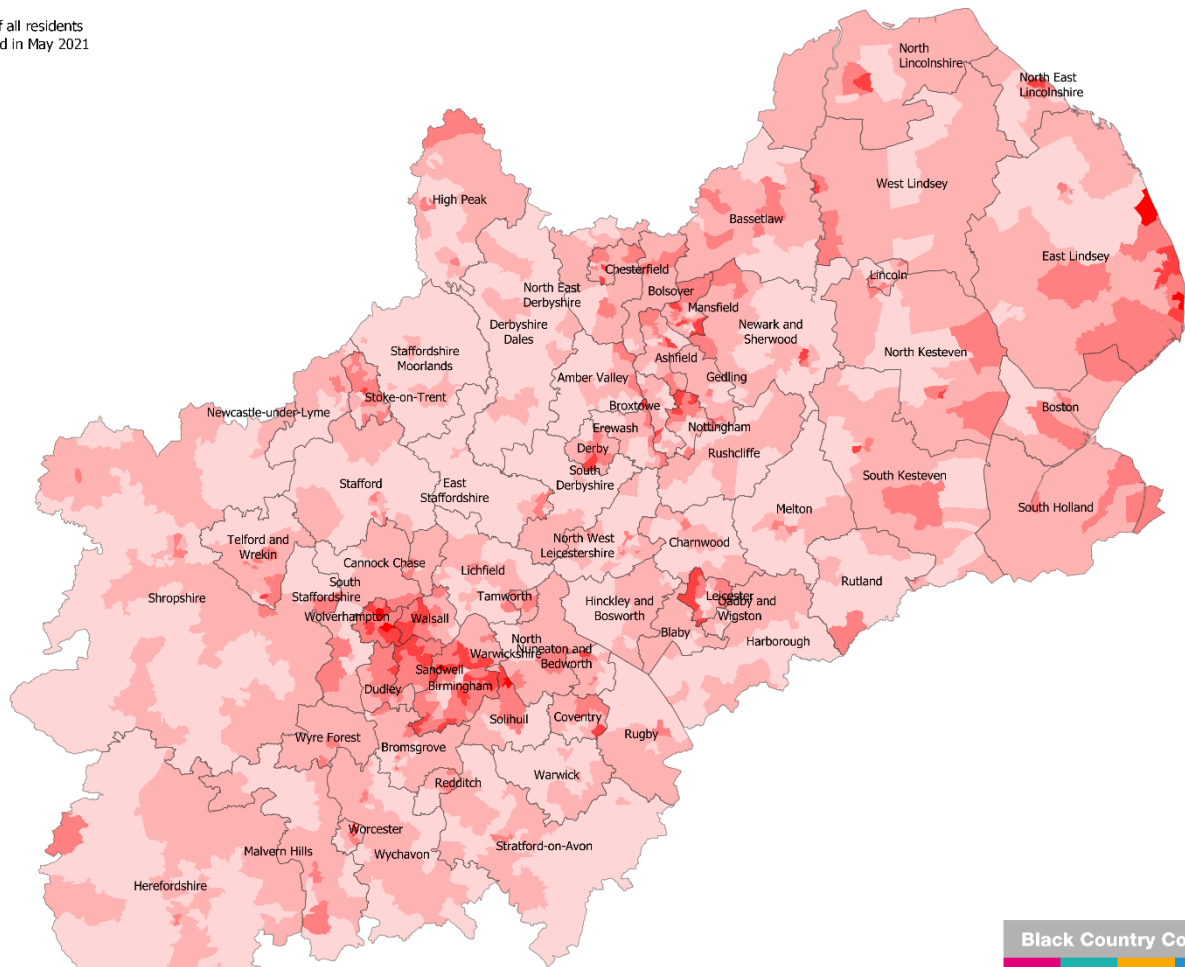 f all residents
d in May 2021
North
Lincolnshire
North East
Lincolnshire
West Lindsey
High Peak
Bassetlaw
East Lindsey
Chesterfield
Lincoln
North East
Derbyshire
Bolsover
Mansfield
Derbyshire
Dales
Newark and
Sherwood
North Kesteven
Staffordshire
Moorlands
Ashfield
Amber Valley
Gedling
Stoke-on-Trent
Newcastle-under-Lyme
Broxtowe
Boston
Erewash
Nottingham
Derby
Rushcliffe
South
Derbyshire
Stafford
East
Staffordshire
South Kesteven
Melton
South Holland
Telford and
Wrekin
North West
Leicestershire
Charnwood
Cannock Chase
Lichfield
South
Staffordshire
Rutland
Shropshire
Tamworth
Hinckley and
Bosworth
Leicester
Oadby and
Wigston
Wolverhampton
Walsall
Blaby
Harborough
North
Warwickshire
Nuneaton and
Bedworth
Sandwell
Dudley
Birmingham
Solihull
Coventry
Rugby
Wyre Forest
Bromsgrove
Redditch
Warwick
Worcester
Stratford-on-Avon
Malvern Hills
Wychavon
Herefordshire
Black Country Co